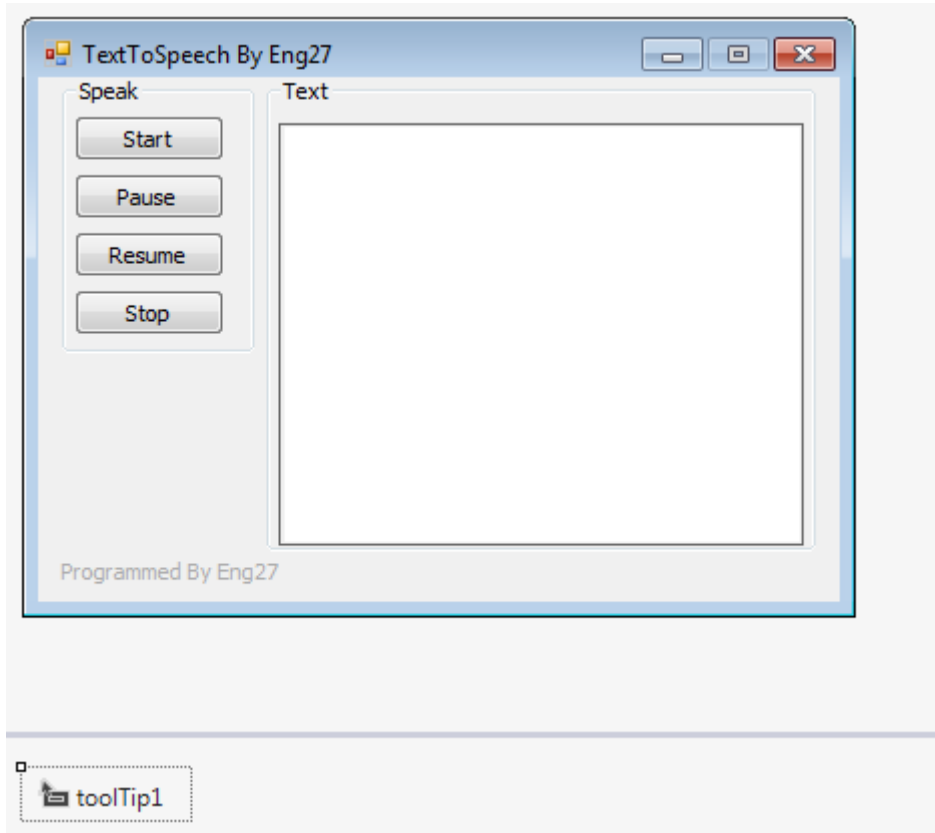 TextToSpeech By Eng27
Speak
Text
Start
Pause
Resume
Stop
Programmed By Eng27
toolTip1